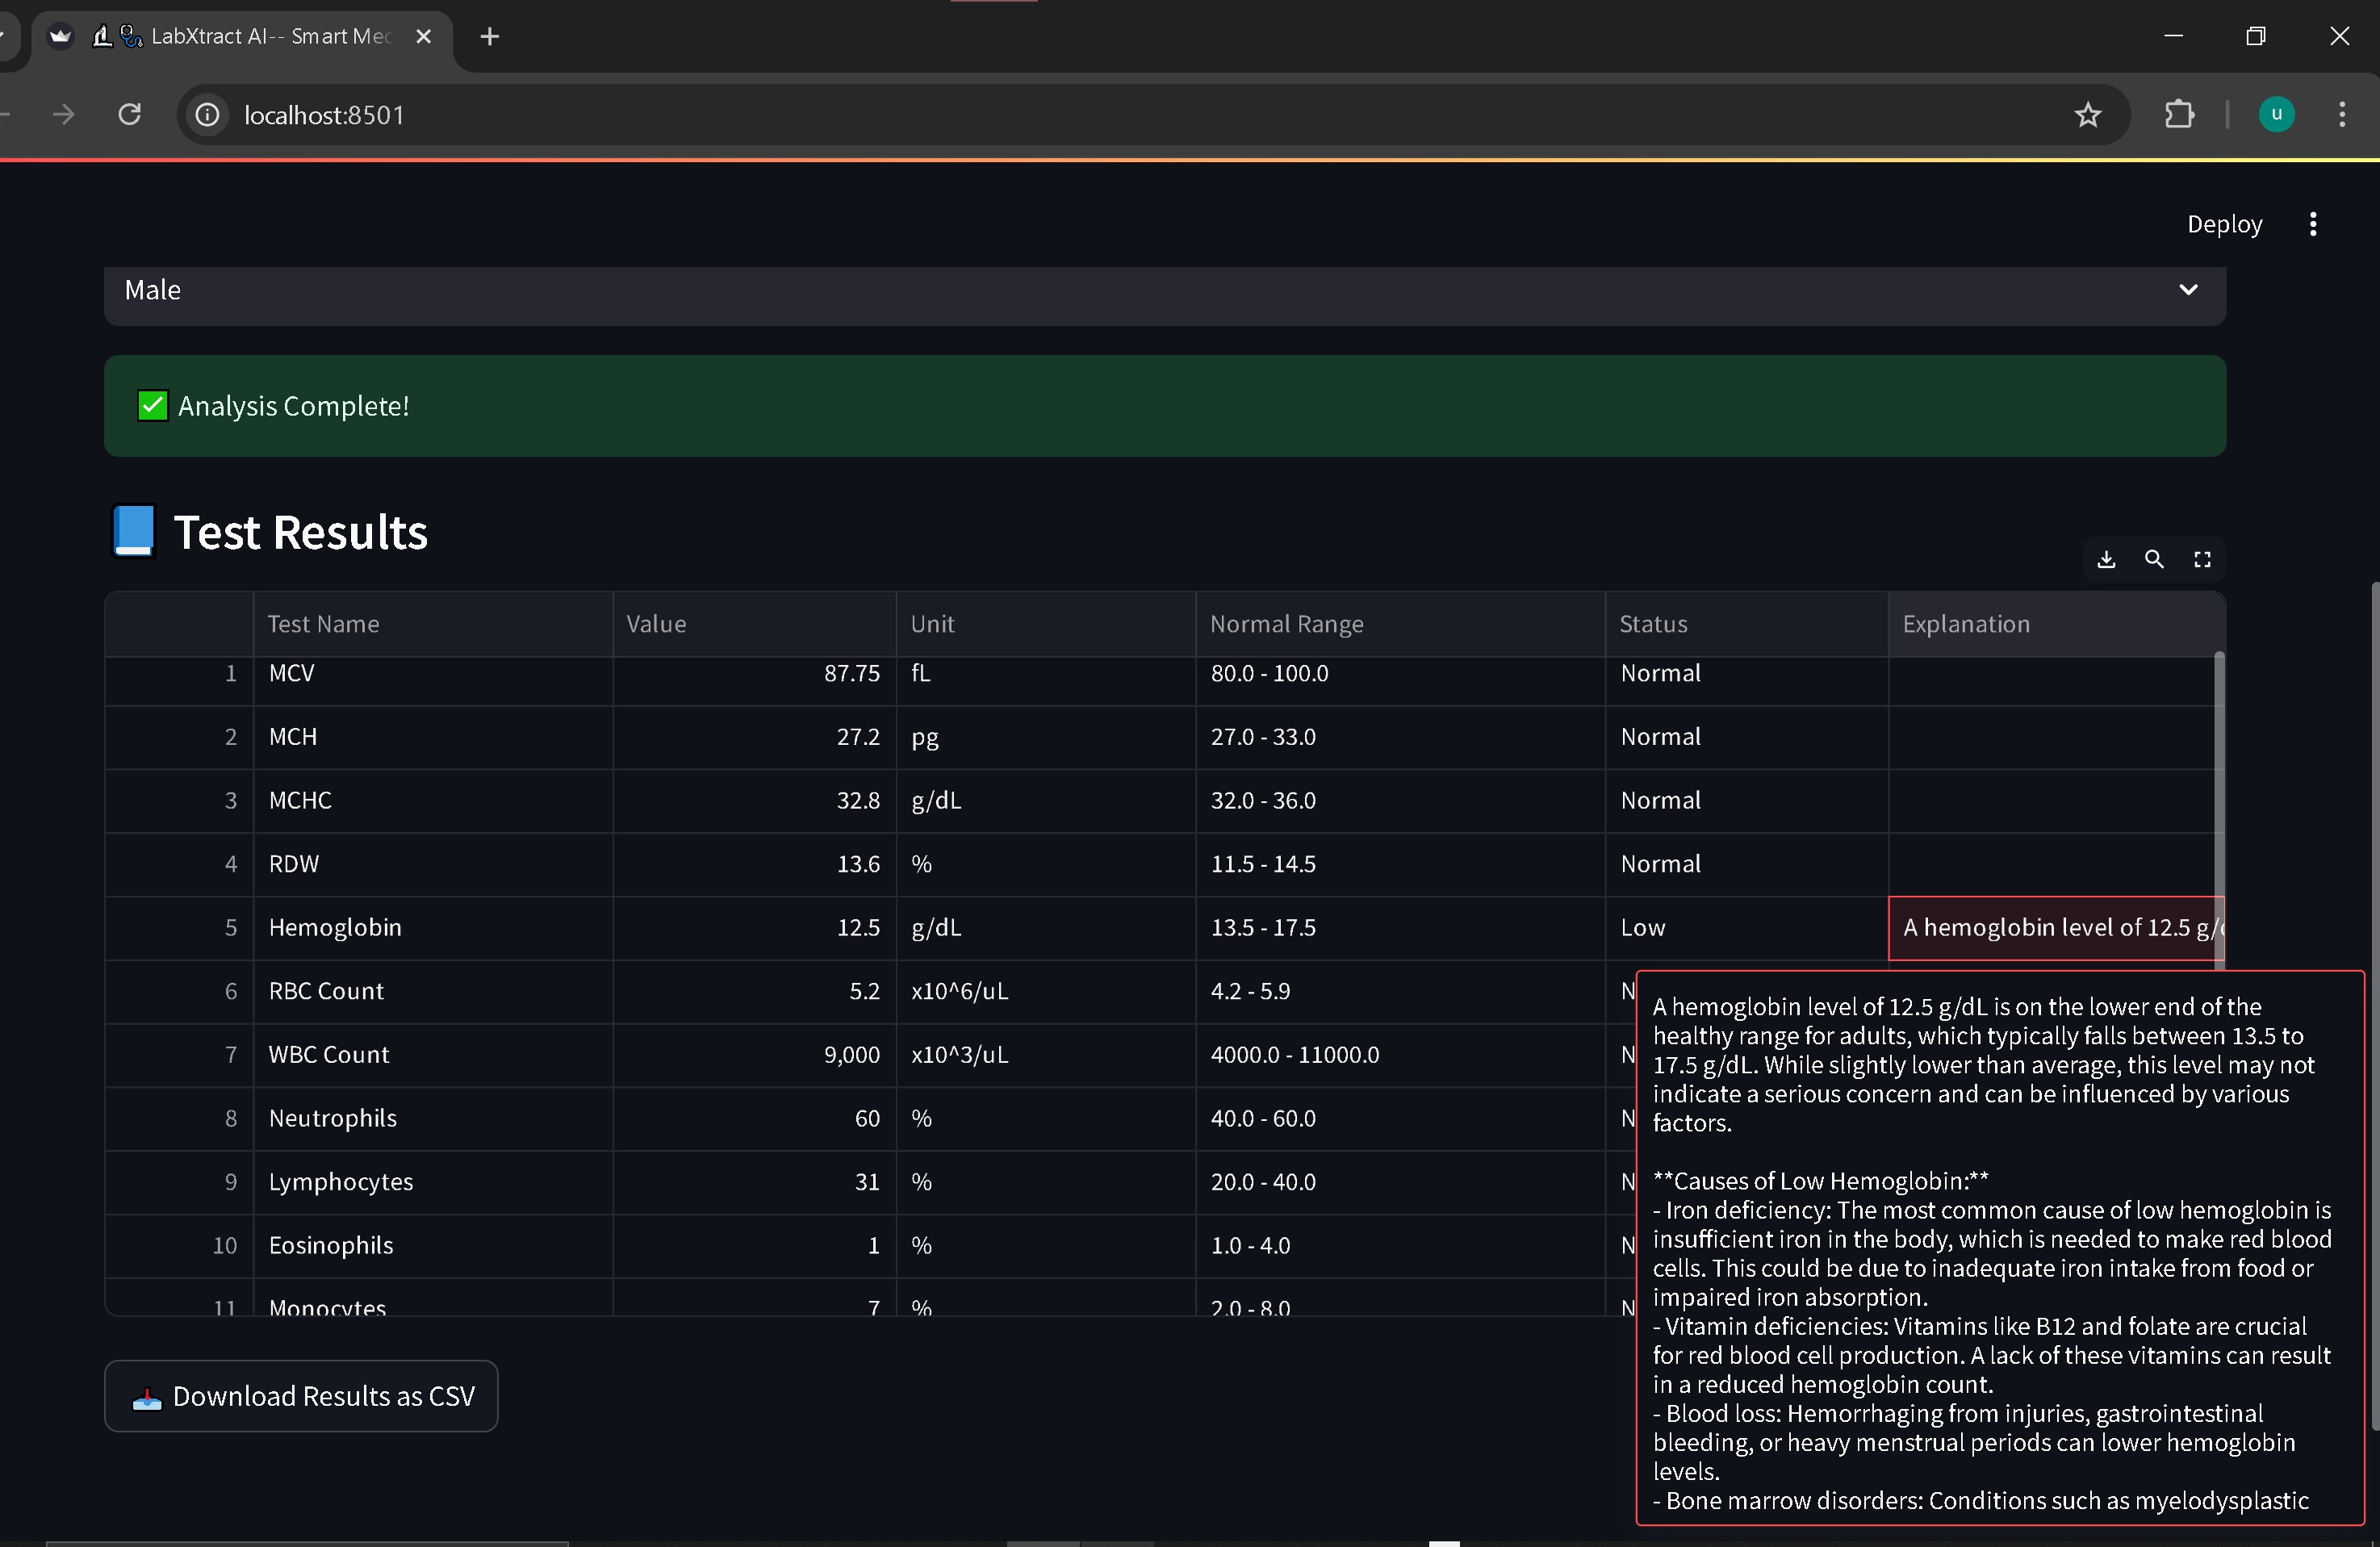 LabXtract AI-- Smart Med
localhost:8501
u
Deploy
Male
Analysis Complete!
Test Results
Test Name Value Unit Normal Range Status Explanation
1 MCV 87.75 fL 80.0 - 100.0 Normal
2 MCH 27.2 pg 27.0 - 33.0 Normal
3 MCHC 32.8 g/dL 32.0 - 36.0 Normal
4 RDW 13.6 % 11.5 - 14.5 Normal
5 Hemoglobin 12.5 g/dL 13.5 - 17.5 Low A hemoglobin level of 12.5 g/
6 RBC Count 5.2 x10^6/uL 4.2 - 5.9 N
7 WBC Count 9,000 x10^3/uL 4000.0 - 11000.0 N
8 Neutrophils 60 % 40.0 - 60.0 N
9 Lymphocytes 31 % 20.0 - 40.0 N
10 Eosinophils 1 % 1.0 - 4.0 N
11 Monocytes 7 % 2.0 - 8.0 N
A hemoglobin level of 12.5 g/dL is on the lower end of the
healthy range for adults, which typically falls between 13.5 to
17.5 g/dL. While slightly lower than average, this level may not
indicate a serious concern and can be influenced by various
factors.
**Causes of Low Hemoglobin:**
- Iron deficiency: The most common cause of low hemoglobin is
insufficient iron in the body, which is needed to make red blood
cells. This could be due to inadequate iron intake from food or
impaired iron absorption.
- Vitamin deficiencies: Vitamins like B12 and folate are crucial
for red blood cell production. A lack of these vitamins can result
in a reduced hemoglobin count.
- Blood loss: Hemorrhaging from injuries, gastrointestinal
bleeding, or heavy menstrual periods can lower hemoglobin
levels.
- Bone marrow disorders: Conditions such as myelodysplastic
Download Results as CSV